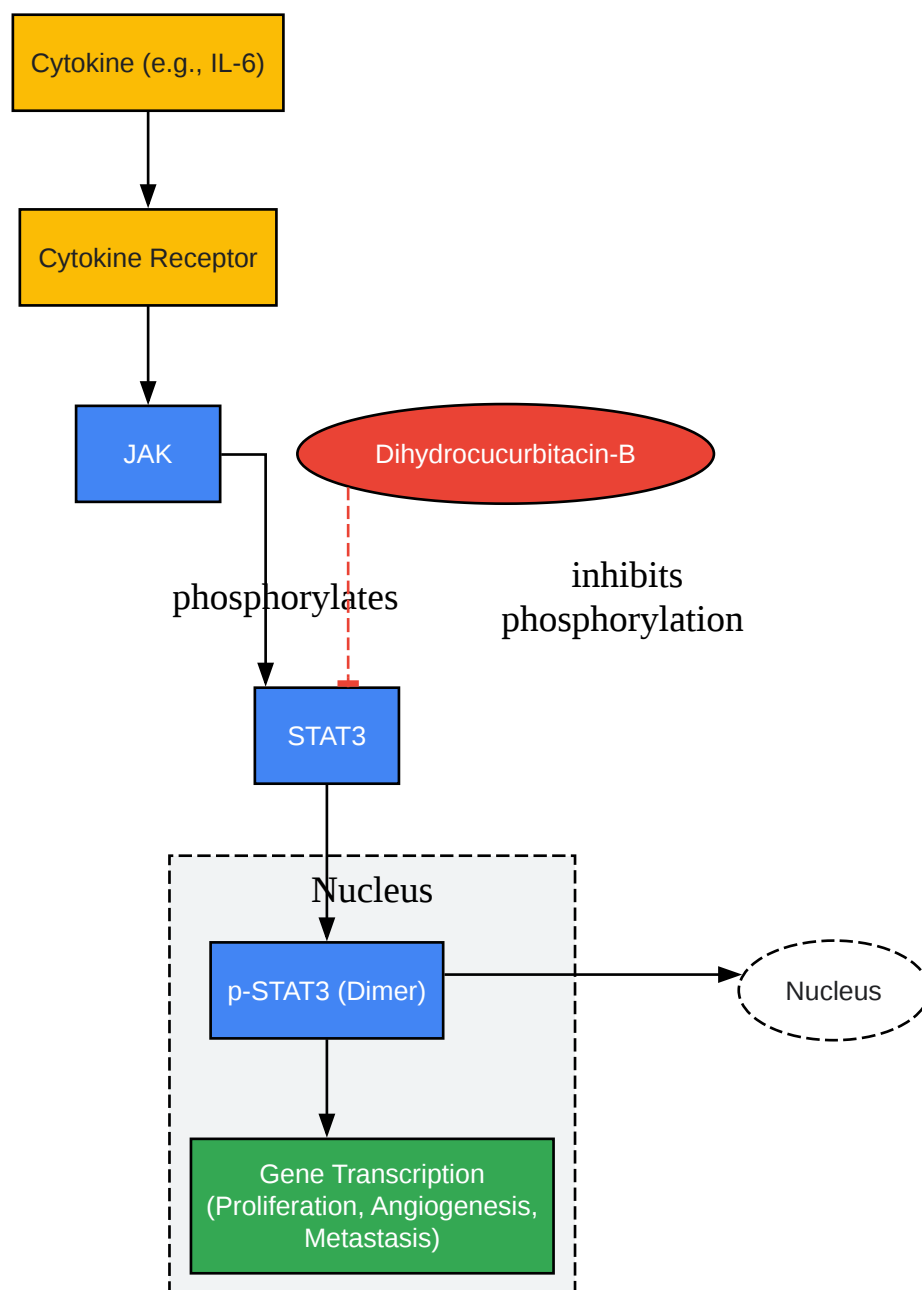 Cytokine (e.g., IL-6)
Cytokine Receptor
JAK
Dihydrocucurbitacin-B
phosphorylates
inhibits
phosphorylation
STAT3
Nucleus
p-STAT3 (Dimer)
Nucleus
Gene Transcription
(Proliferation, Angiogenesis,
Metastasis)